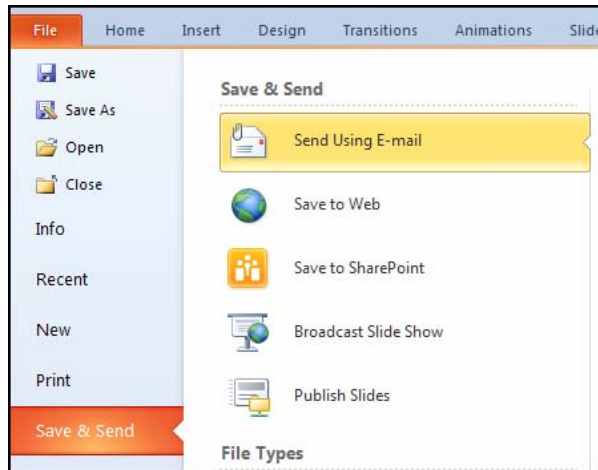 File Home Insert Design Transitions Animations Slide
Save
Save As
Open
Close
Info
Recent
New
Print
Save & Send
Save & Send
Send Using E-mail
Save to Web
Save to SharePoint
Broadcast Slide Show
Publish Slides
File Types